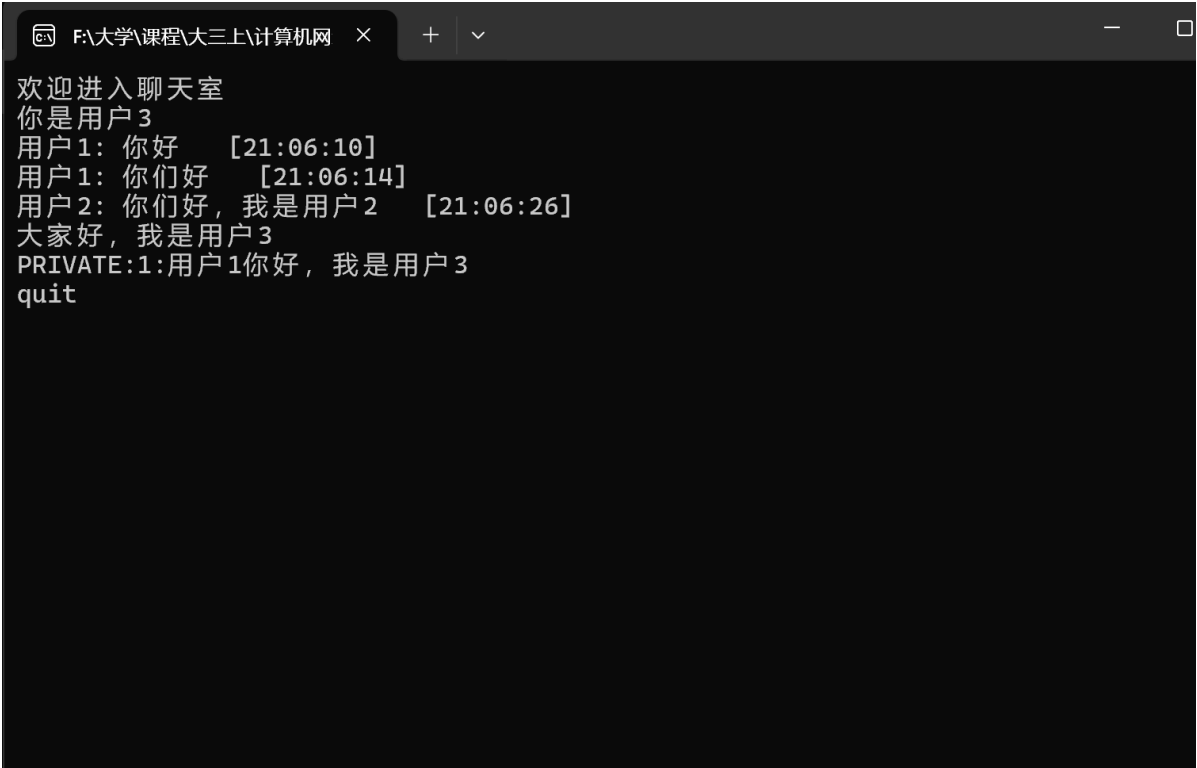 F:\大学\课程\大三上\计算机网
欢迎进入聊天室
你是用户3
用户1: 你好   [21:06:10]
用户1: 你们好   [21:06:14]
用户2: 你们好, 我是用户2   [21:06:26]
大家好, 我是用户3
PRIVATE:1:用户1你好, 我是用户3
quit